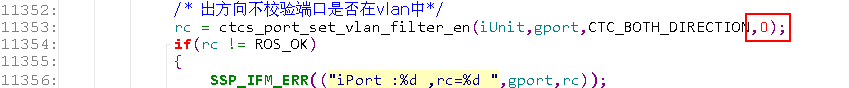 11352: /* 出方向不校验端口是否在vlan中*/
11353: rc = ctcs_port_set_vlan_filter_en(iUnit,gport,CTC_BOTH_DIRECTION,0);
11354: if(rc != ROS_OK)
11355: {
11356: SSP_IFM_ERR(("iPort :%d ,rc=%d ",gport,rc));